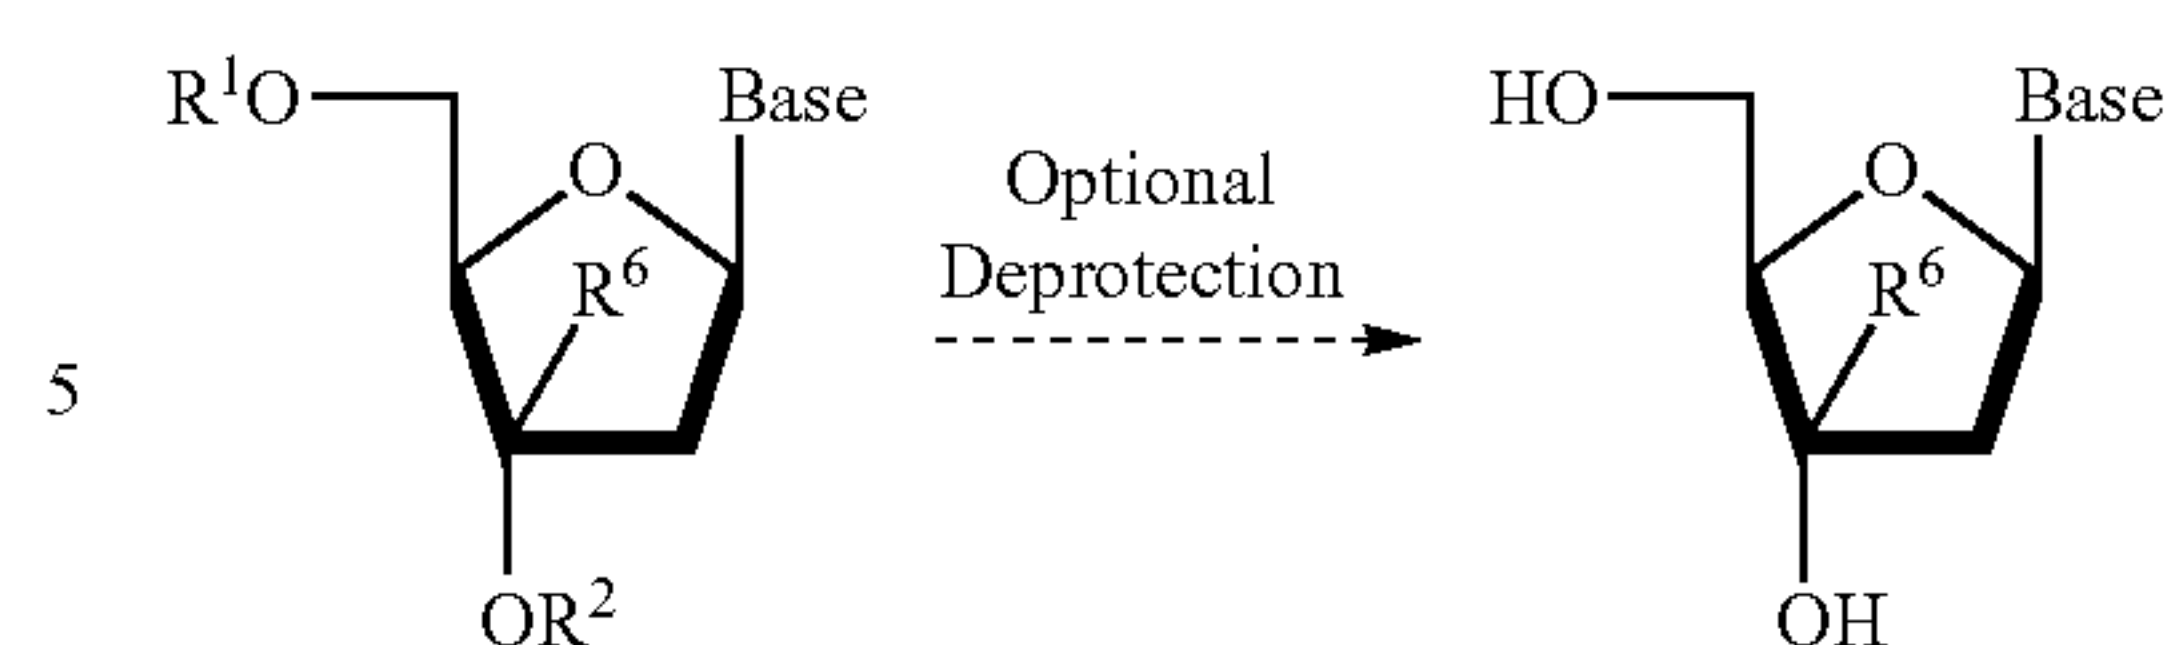 R¹O Base HO Base
O Optional O
R⁶ Deprotection R⁶
5
OR² OH